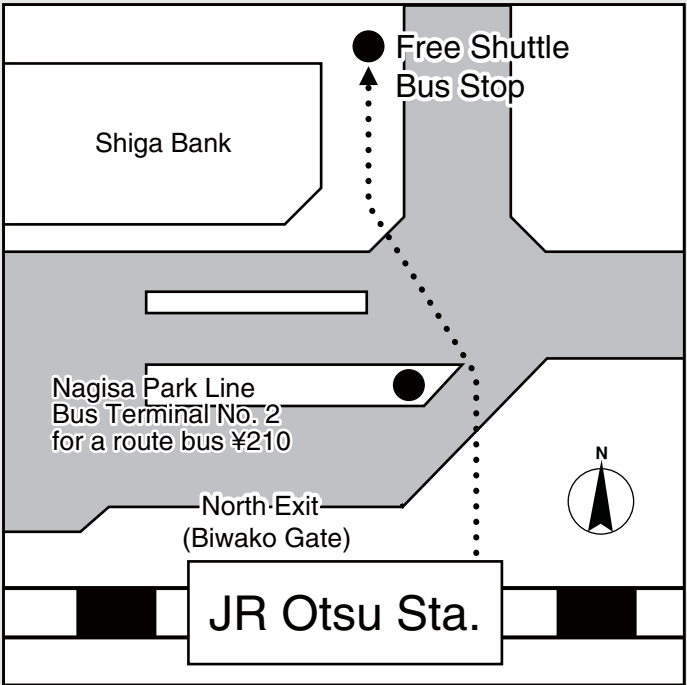 Free Shuttle
Bus Stop
Shiga Bank
Nagisa Park Line
Bus Terminal No. 2
for a route bus ¥210
N
North Exit
(Biwako Gate)
JR Otsu Sta.